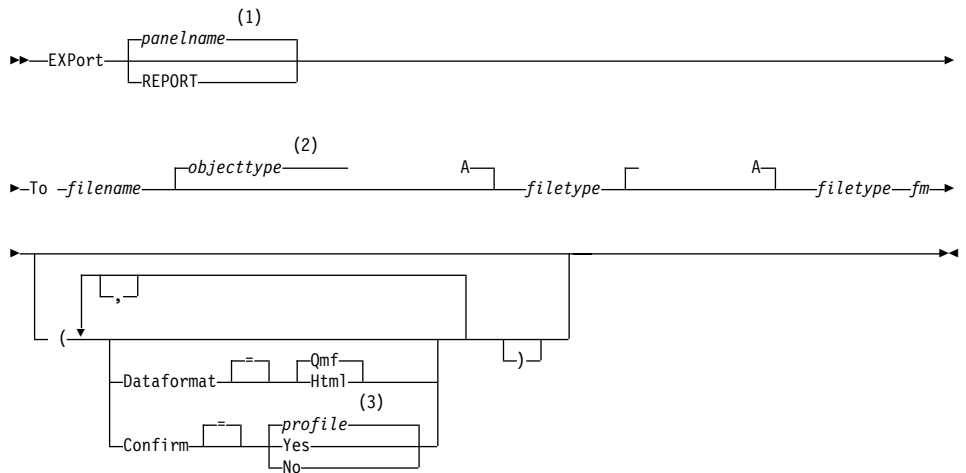 (1)
panelname
EXPort
REPORT
(2)
objecttype A A
To filename filetype filetype fm
,
(
)
= Qmf
Dataformat Html
(3)
= profile
Confirm Yes
No